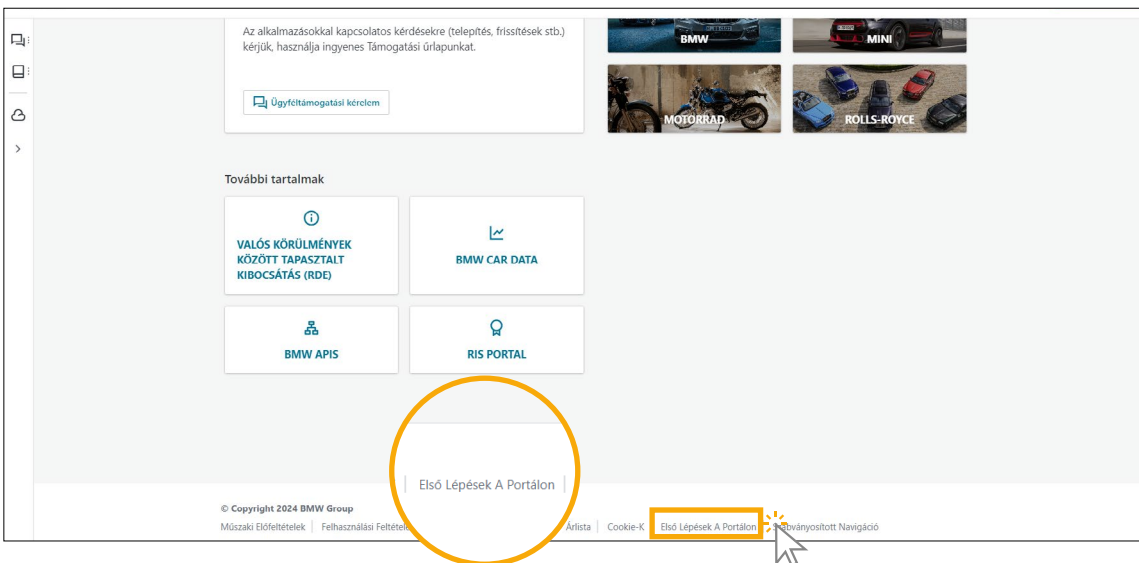 Az alkalmazásokkal kapcsolatos kérdésekre (telepítés, frissítések stb.)
kérjük, használja ingyenes Támogatási űrlapunkat.
Ügyféltámogatási kérelem
BMW
MINI
MOTORRAD
ROLLS-ROYCE
További tartalmak
VALÓS KÖRÜLMÉNYEK
KÖZÖTT TAPASZTALT
KIBOCSÁTÁS (RDE)
BMW CAR DATA
BMW APIS
RIS PORTAL
Első Lépések A Portálon
© Copyright 2024 BMW Group
Műszaki Előfeltételek | Felhasználási Árlista | Cookie-K | Első Lépések A Portálon Navigáció